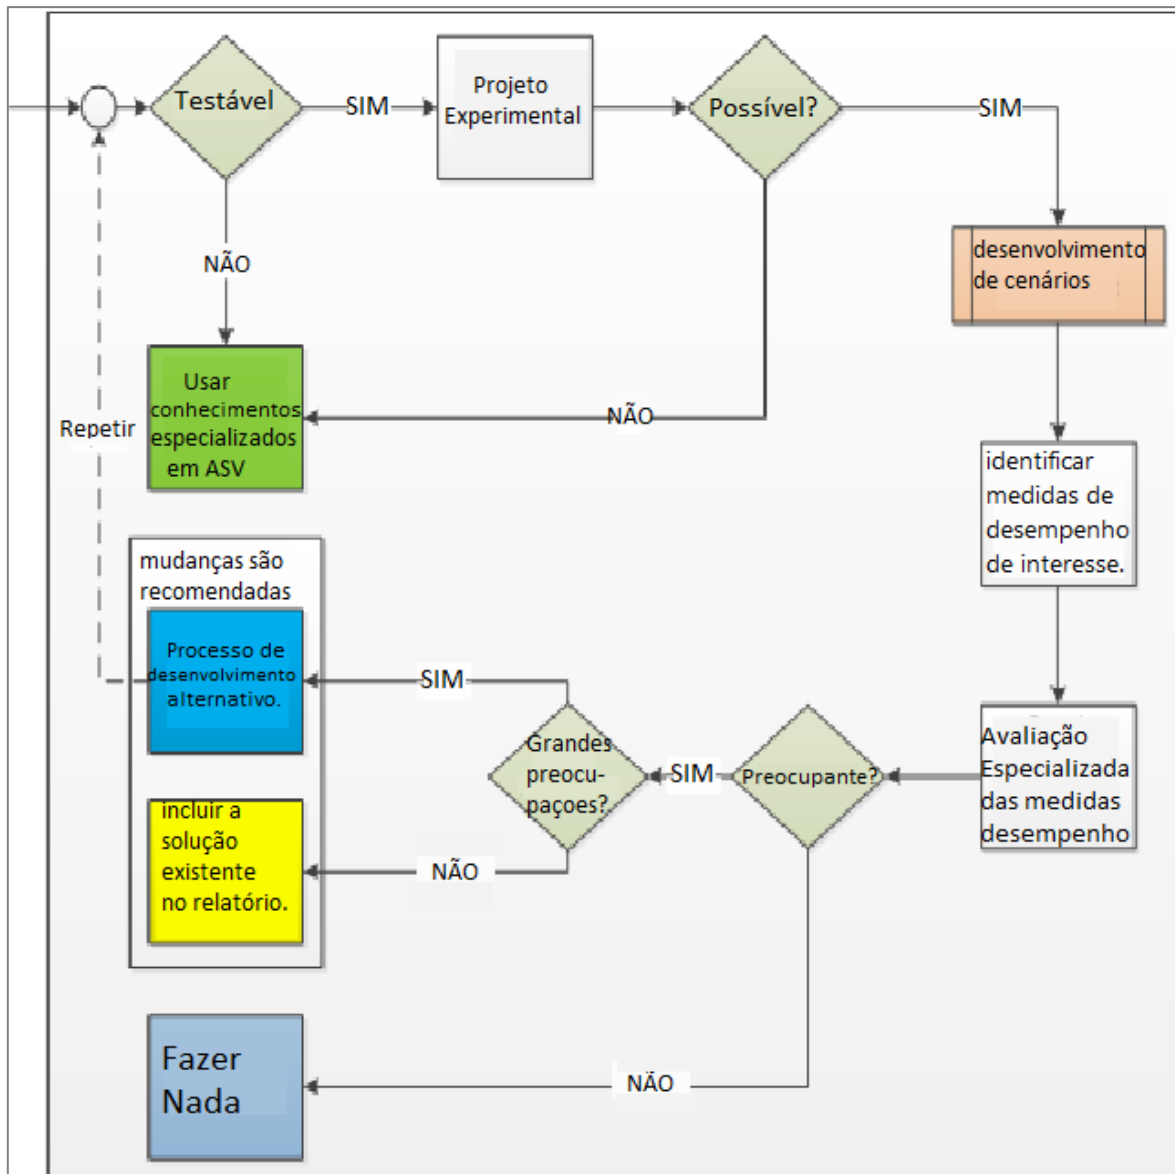 Testável
SIM
Projeto
Experimental
Possível?
SIM
NÃO
desenvolvimento
de cenários
Usar
conhecimentos
especializados
em ASV
NÃO
Repetir
identificar
medidas de
desempenho
de interesse.
mudanças são
recomendadas
Processo de
desenvolvimento
alternativo.
SIM
Grandes
preocu-
paçoes?
SIM
Preocupante?
Avaliação
Especializada
das medidas
desempenho
incluir a
solução
existente
no relatório.
NÃO
Fazer
Nada
NÃO